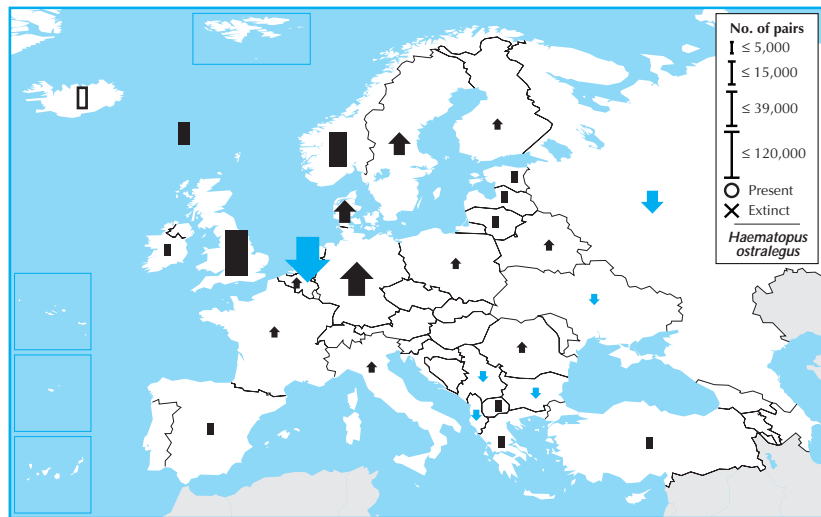 No. of pairs
≤ 5,000
≤ 15,000
≤ 39,000
≤ 120,000
Present
Extinct
Haematopus
ostralegus